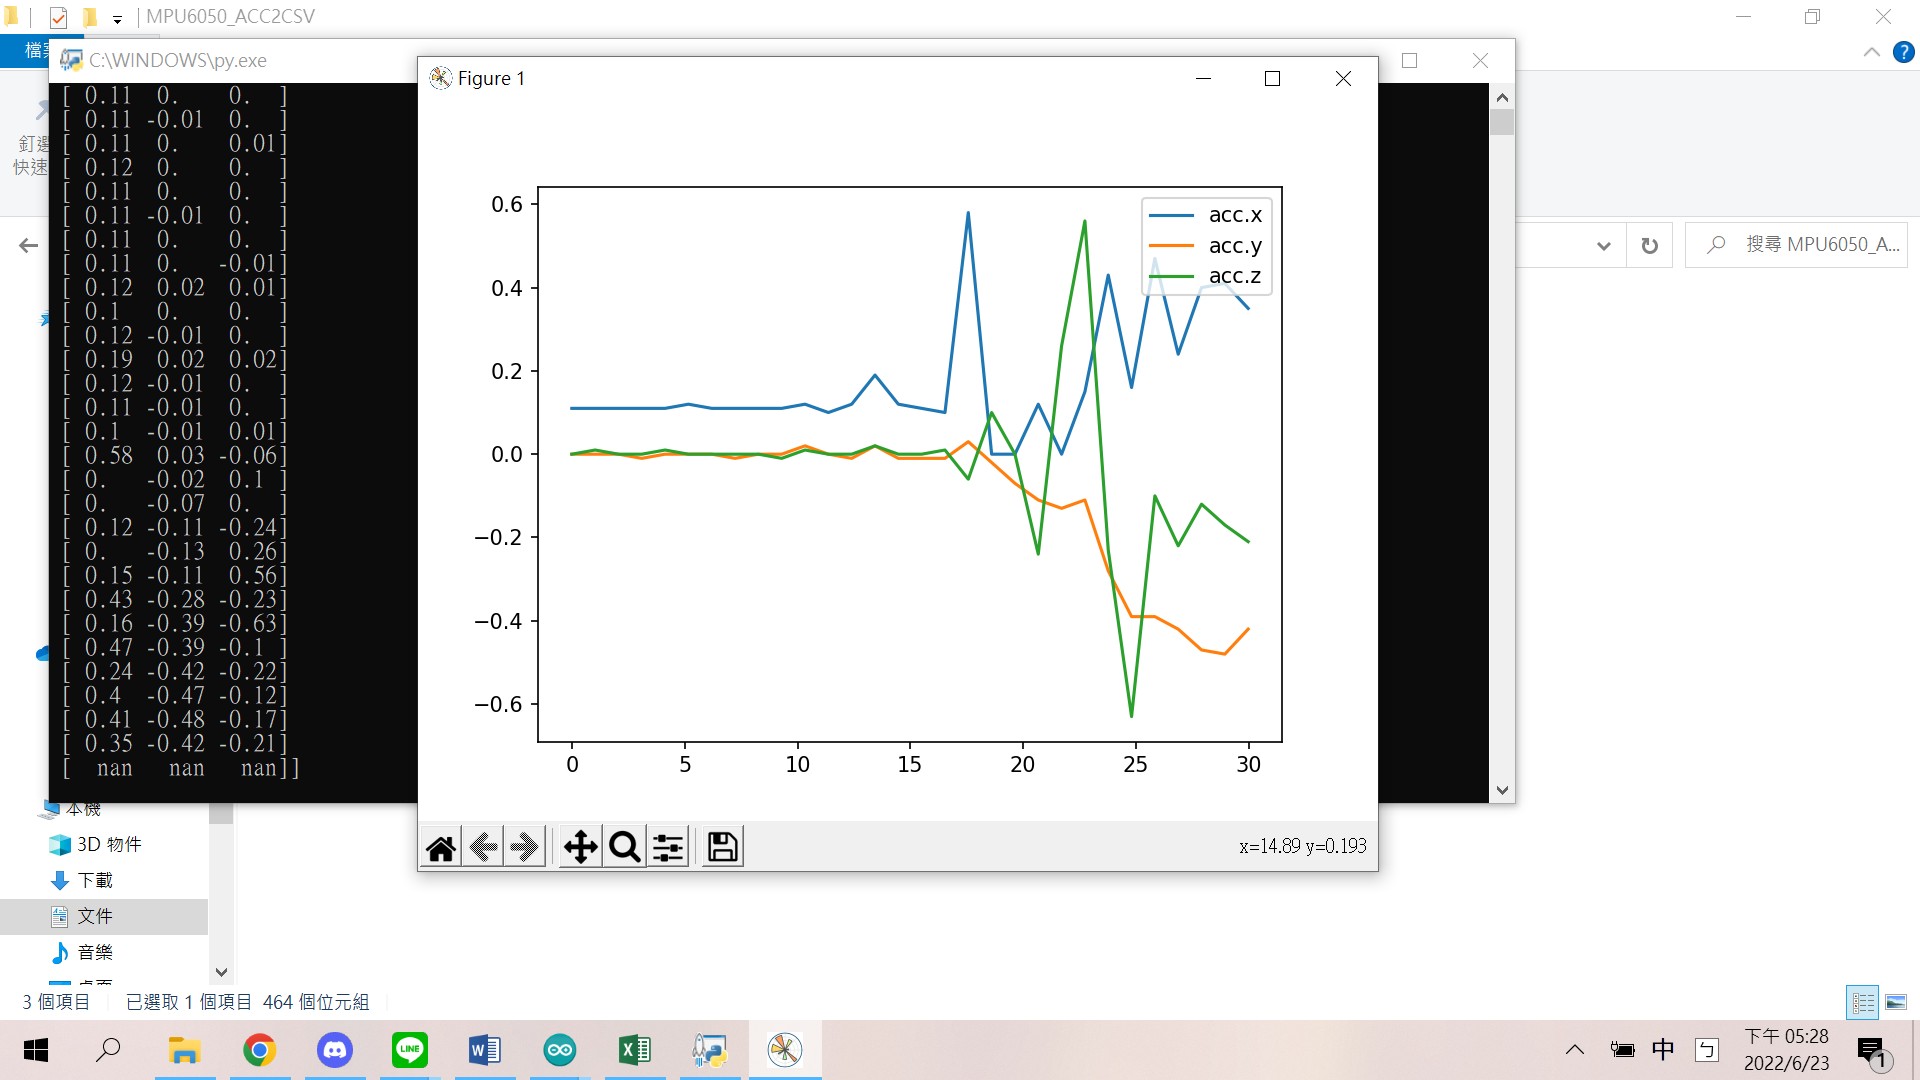 MPU6050_ACC2CSV
C:\WINDOWS\py.exe
Figure 1
[ 0.11 0. 0. ]
[ 0.11 -0.01 0. ]
[ 0.11 0. 0.01]
[ 0.12 0. 0. ]
[ 0.11 0. 0. ]
[ 0.11 -0.01 0. ]
[ 0.11 0. 0. ]
[ 0.11 0. -0.01]
[ 0.12 0.02 0.01]
[ 0.1 0. 0. ]
[ 0.12 -0.01 0. ]
[ 0.19 0.02 0.02]
[ 0.12 -0.01 0. ]
[ 0.11 -0.01 0. ]
[ 0.1 -0.01 0.01]
[ 0.58 0.03 -0.06]
[ 0. -0.02 0.1 ]
[ 0. -0.07 0. ]
[ 0.12 -0.11 -0.24]
[ 0. -0.13 0.26]
[ 0.15 -0.11 0.56]
[ 0.43 -0.28 -0.23]
[ 0.16 -0.39 -0.63]
[ 0.47 -0.39 -0.1 ]
[ 0.24 -0.42 -0.22]
[ 0.4 -0.47 -0.12]
[ 0.41 -0.48 -0.17]
[ 0.35 -0.42 -0.21]
[ nan nan nan]]
0.6
0.4
0.2
0.0
−0.2
−0.4
−0.6
0 5 10 15 20 25 30
acc.x
acc.y
acc.z
x=14.89 y=0.193
搜尋 MPU6050_A...
釘選
快速
本機
3D 物件
下載
文件
音樂
3 個項目 已選取 1 個項目 464 個位元組
LINE
中
ㄅ
下午 05:28
2022/6/23
1